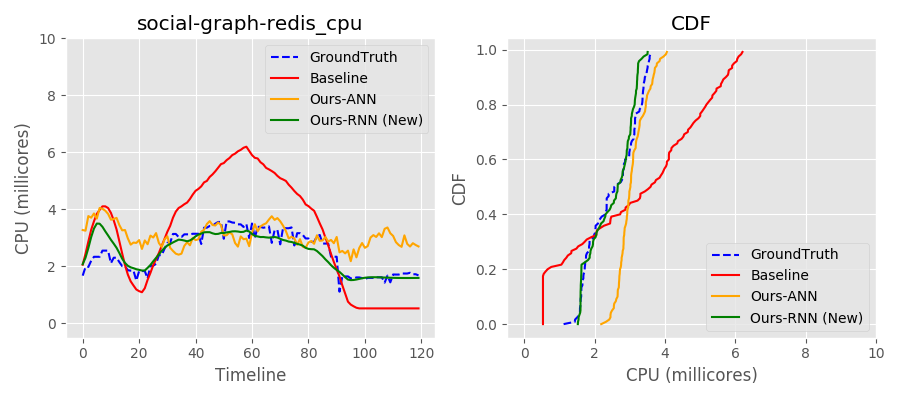 social-graph-redis_cpu
CPU (millicores)
10
8
6
4
2
0
0 20 40 60 80 100 120
Timeline
GroundTruth
Baseline
Ours-ANN
Ours-RNN (New)
CDF
CDF
1.0
0.8
0.6
0.4
0.2
0.0
0 2 4 6 8 10
CPU (millicores)
GroundTruth
Baseline
Ours-ANN
Ours-RNN (New)